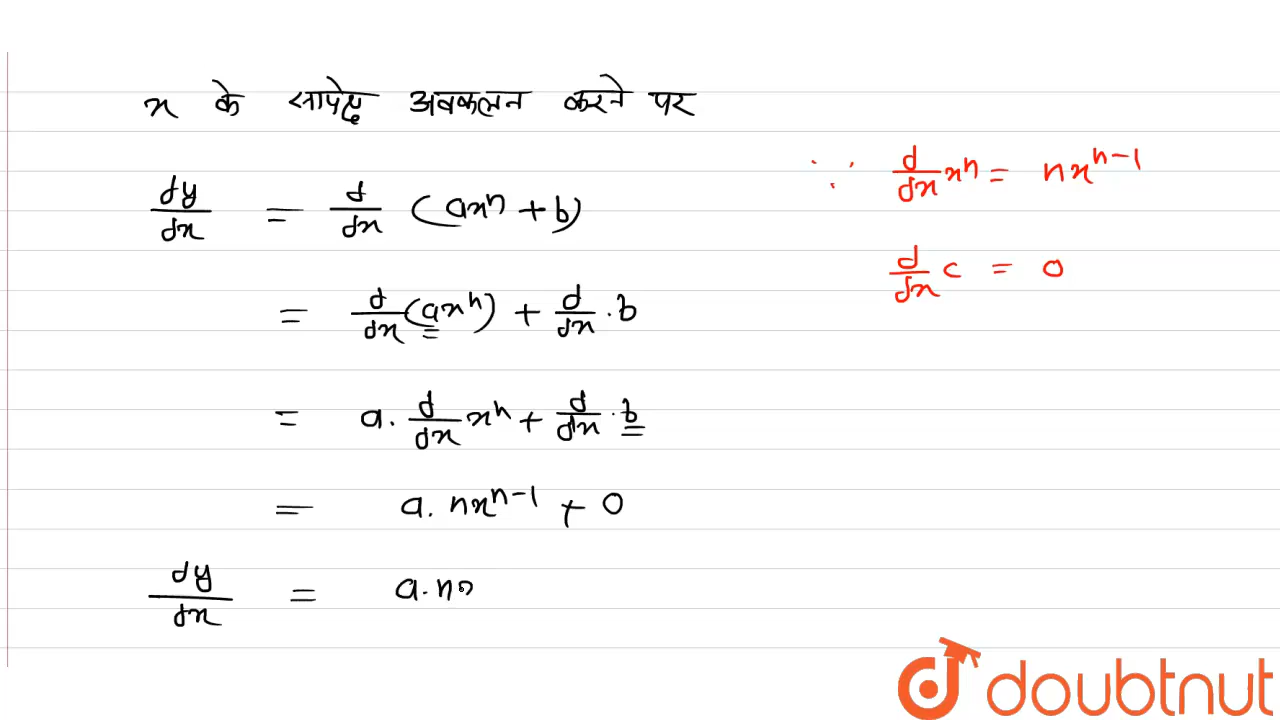 x के सापेक्ष अवकलन करने पर
dy/dx = d/dx (axⁿ + b)
= d/dx (axⁿ) + d/dx · b
= a. d/dx xⁿ + d/dx · b
= a. nxⁿ⁻¹ + 0
dy/dx = a. nx
∵ d/dx xⁿ = nxⁿ⁻¹
d/dx c = 0
doubtnut